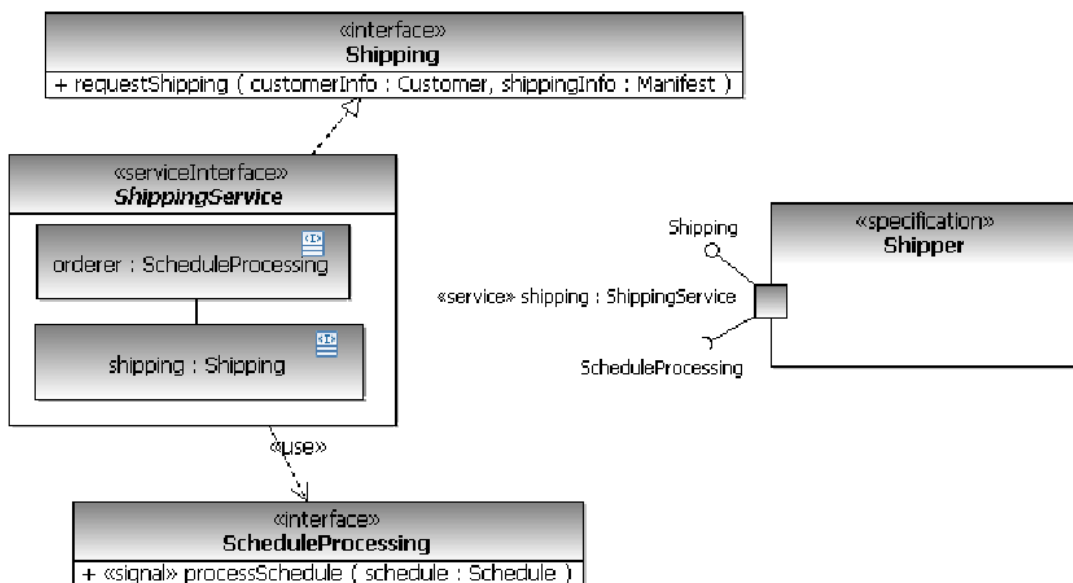 «interface»
Shipping
+ requestShipping ( customerInfo : Customer, shippingInfo : Manifest )
«serviceInterface»
ShippingService
orderer : ScheduleProcessing
shipping : Shipping
«use»
«interface»
ScheduleProcessing
+ «signal» processSchedule ( schedule : Schedule )
«specification»
Shipper
Shipping
«service» shipping : ShippingService
ScheduleProcessing